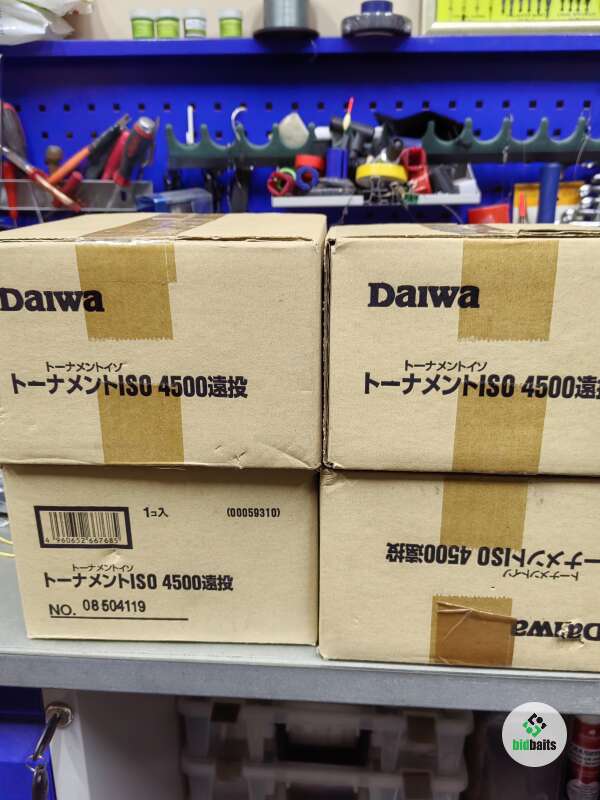 Daiwa
トーナメントイソ
トーナメントISO 4500遠投
Daiwa
トーナメントイソ
トーナメントISO 4500遠
1コ入
(00059310)
4 960652 667685
トーナメントイソ
トーナメントISO 4500遠投
NO. 08504119
トーナメントイソ
ーナメントISO 4500遠投
Daiwa
bidbaits